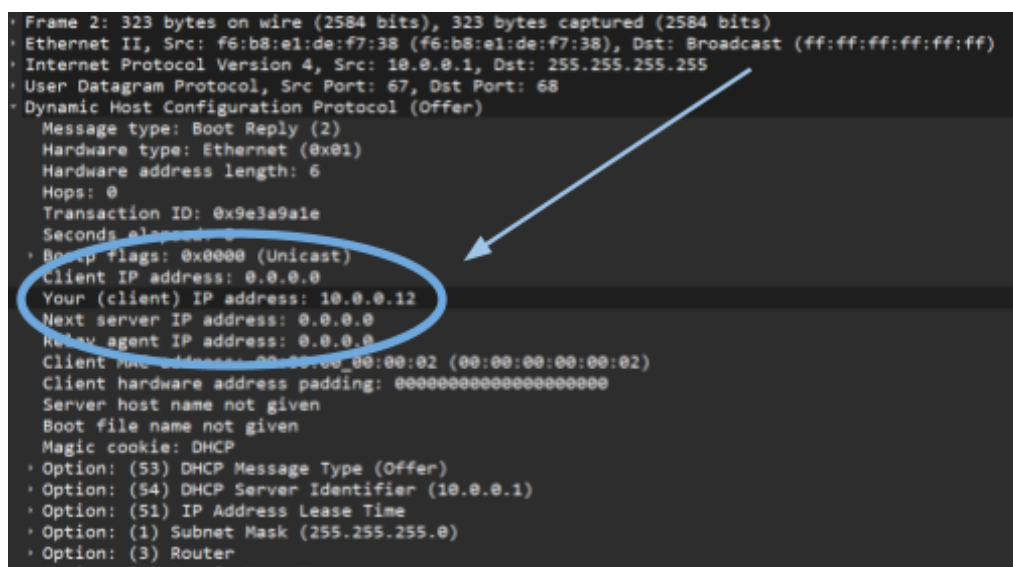 Frame 2: 323 bytes on wire (2584 bits), 323 bytes captured (2584 bits)
Ethernet II, Src: f6:b8:e1:de:f7:38 (f6:b8:e1:de:f7:38), Dst: Broadcast (ff:ff:ff:ff:ff:ff)
Internet Protocol Version 4, Src: 10.0.0.1, Dst: 255.255.255.255
User Datagram Protocol, Src Port: 67, Dst Port: 68
Dynamic Host Configuration Protocol (Offer)
Message type: Boot Reply (2)
Hardware type: Ethernet (0x01)
Hardware address length: 6
Hops: 0
Transaction ID: 0x9e3a9a1e
Seconds
Bootp flags: 0x0000 (Unicast)
Client IP address: 0.0.0.0
Your (client) IP address: 10.0.0.12
Next server IP address: 0.0.0.0
Relay agent IP address: 0.0.0.0
Client MAC address: 00:00:00_00:00:02 (00:00:00:00:00:02)
Client hardware address padding: 00000000000000000000
Server host name not given
Boot file name not given
Magic cookie: DHCP
Option: (53) DHCP Message Type (Offer)
Option: (54) DHCP Server Identifier (10.0.0.1)
Option: (51) IP Address Lease Time
Option: (1) Subnet Mask (255.255.255.0)
Option: (3) Router